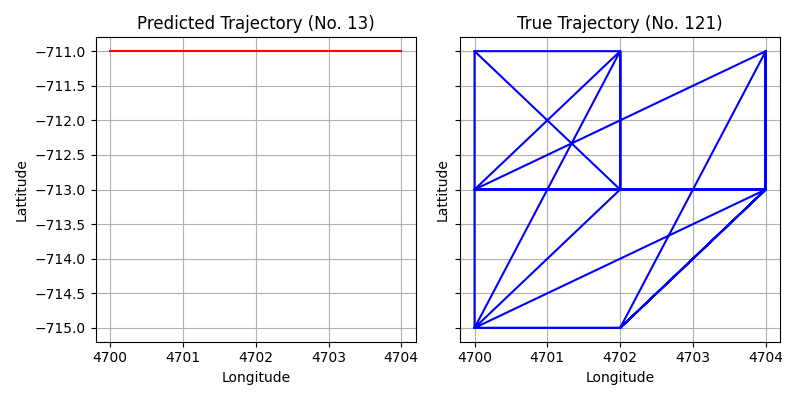 Predicted Trajectory (No. 13)
−711.0
−711.5
−712.0
−712.5
−713.0
−713.5
−714.0
−714.5
−715.0
Lattitude
4700 4701 4702 4703 4704
Longitude
True Trajectory (No. 121)
Lattitude
4700 4701 4702 4703 4704
Longitude